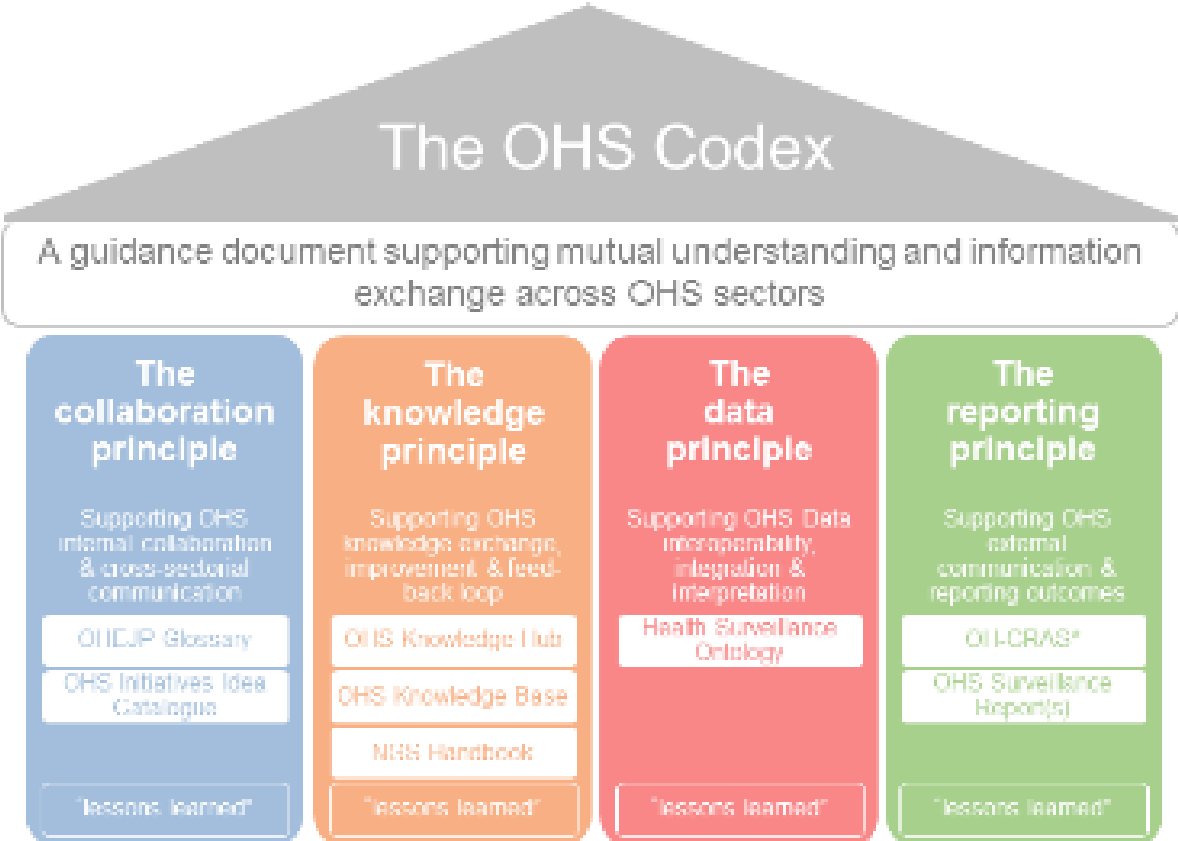 The OHS Codex
A guidance document supporting mutual understanding and information
exchange across OHS sectors
The
collaboration
principle
Supporting OHS
internal collaboration
& cross-sectorial
communication
OHEJP Glossary
OHS Initiatives Idea
Catalogue
"lessons learned"
The
knowledge
principle
Supporting OHS
knowledge exchange,
improvement & feed-
back loop
OHS Knowledge Hub
OHS Knowledge Base
NGS Handbook
"lessons learned"
The
data
principle
Supporting OHS Data
interoperability,
integration &
interpretation
Health Surveillance
Ontology
"lessons learned"
The
reporting
principle
Supporting OHS
external
communication &
reporting outcomes
OH-CRAS*
OHS Surveillance
Report(s)
"lessons learned"